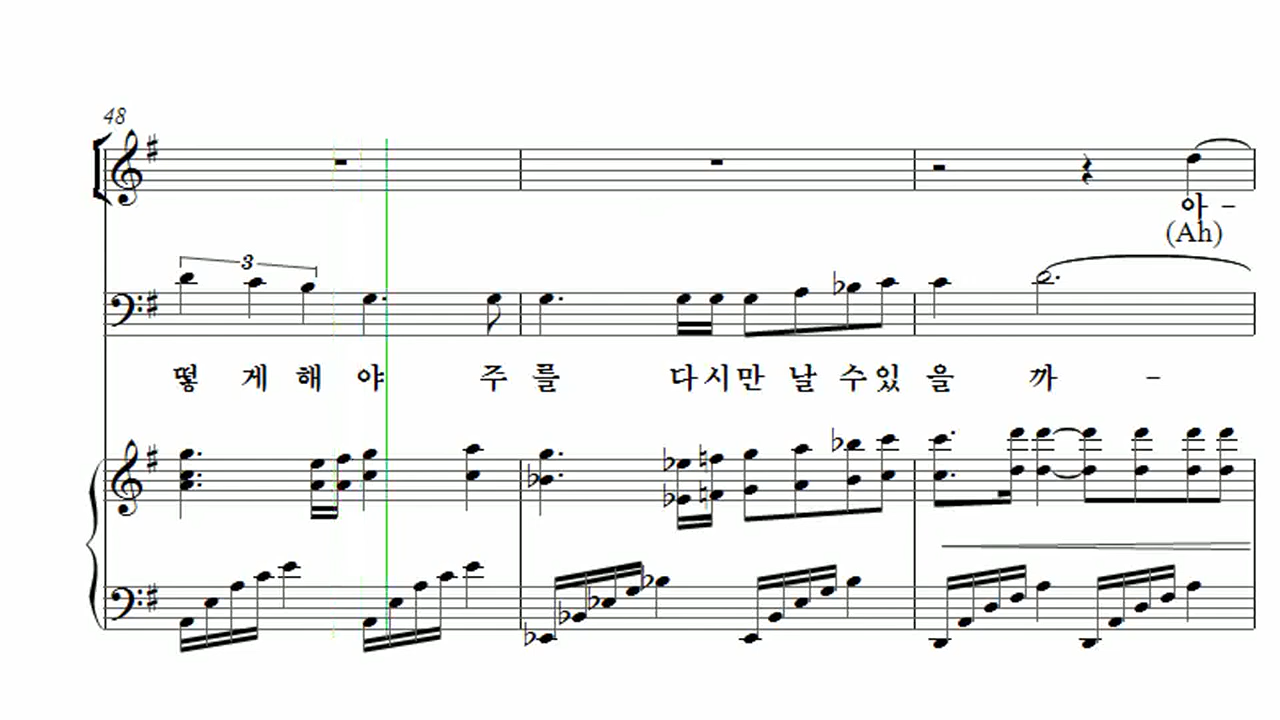 48
아 -
(Ah)
3
떻 게 해 야 주 를 다 시 만 날 수 있 을 까 -